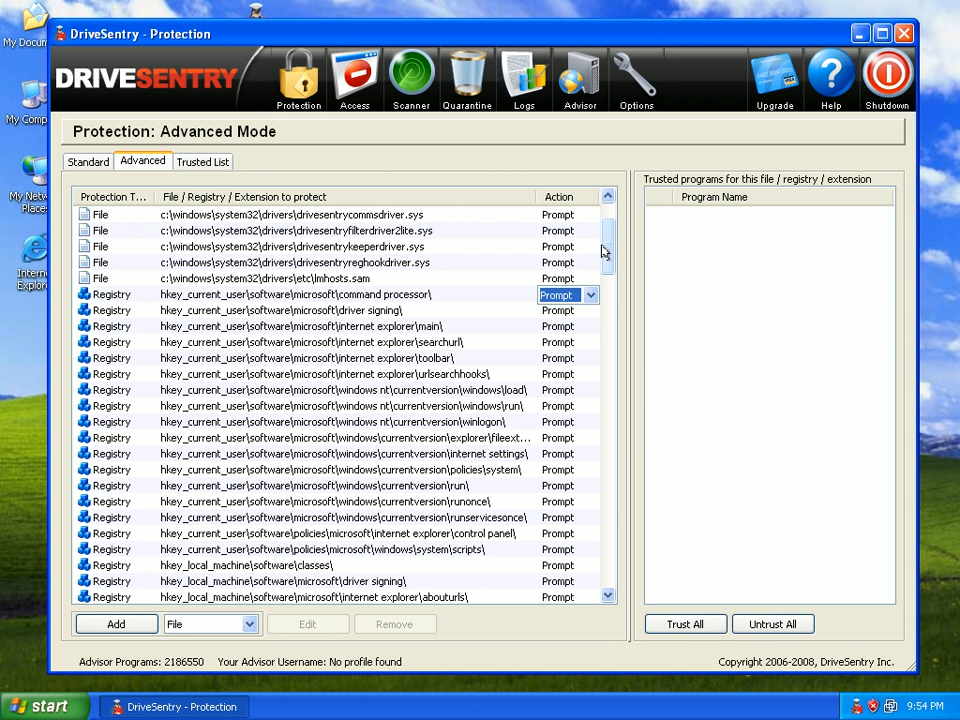 My Docum
My Comp
My Netw
Places
Intern
Explor
DriveSentry - Protection
DRIVESENTRY
Protection
Access
Scanner
Quarantine
Logs
Advisor
Options
Upgrade
Help
Shutdown
Protection: Advanced Mode
Standard
Advanced
Trusted List
Protection T... File / Registry / Extension to protect Action
File c:\windows\system32\drivers\drivesentrycommsdriver.sys Prompt
File c:\windows\system32\drivers\drivesentryfilterdriver2lite.sys Prompt
File c:\windows\system32\drivers\drivesentrykeeperdriver.sys Prompt
File c:\windows\system32\drivers\drivesentryreghookdriver.sys Prompt
File c:\windows\system32\drivers\etc\lmhosts.sam Prompt
Registry hkey_current_user\software\microsoft\command processor\ Prompt
Registry hkey_current_user\software\microsoft\driver signing\ Prompt
Registry hkey_current_user\software\microsoft\internet explorer\main\ Prompt
Registry hkey_current_user\software\microsoft\internet explorer\searchurl\ Prompt
Registry hkey_current_user\software\microsoft\internet explorer\toolbar\ Prompt
Registry hkey_current_user\software\microsoft\internet explorer\urlsearchhooks\ Prompt
Registry hkey_current_user\software\microsoft\windows nt\currentversion\windows\load\ Prompt
Registry hkey_current_user\software\microsoft\windows nt\currentversion\windows\run\ Prompt
Registry hkey_current_user\software\microsoft\windows nt\currentversion\winlogon\ Prompt
Registry hkey_current_user\software\microsoft\windows\currentversion\explorer\fileext... Prompt
Registry hkey_current_user\software\microsoft\windows\currentversion\internet settings\ Prompt
Registry hkey_current_user\software\microsoft\windows\currentversion\policies\system\ Prompt
Registry hkey_current_user\software\microsoft\windows\currentversion\run\ Prompt
Registry hkey_current_user\software\microsoft\windows\currentversion\runonce\ Prompt
Registry hkey_current_user\software\microsoft\windows\currentversion\runservicesonce\ Prompt
Registry hkey_current_user\software\policies\microsoft\internet explorer\control panel\ Prompt
Registry hkey_current_user\software\policies\microsoft\windows\system\scripts\ Prompt
Registry hkey_local_machine\software\classes\ Prompt
Registry hkey_local_machine\software\microsoft\driver signing\ Prompt
Registry hkey_local_machine\software\microsoft\internet explorer\abouturls\ Prompt
Trusted programs for this file / registry / extension
Program Name
Add
File
Edit
Remove
Trust All
Untrust All
Advisor Programs: 2186550 Your Advisor Username: No profile found
Copyright 2006-2008, DriveSentry Inc.
start
DriveSentry - Protection
9:54 PM